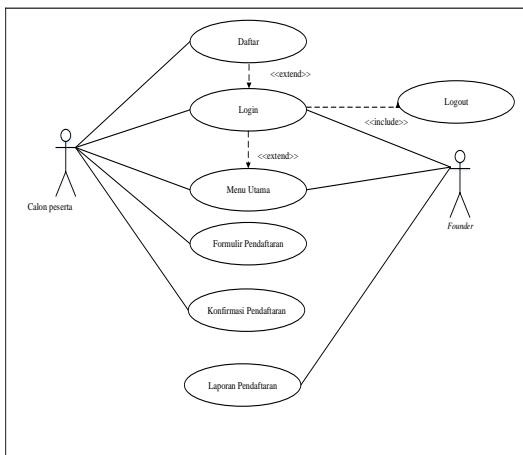 Daftar
<<extend>>
Login
Logout
<<include>>
<<extend>>
Menu Utama
Calon peserta
Founder
Formulir Pendaftaran
Konfirmasi Pendaftaran
Laporan Pendaftaran